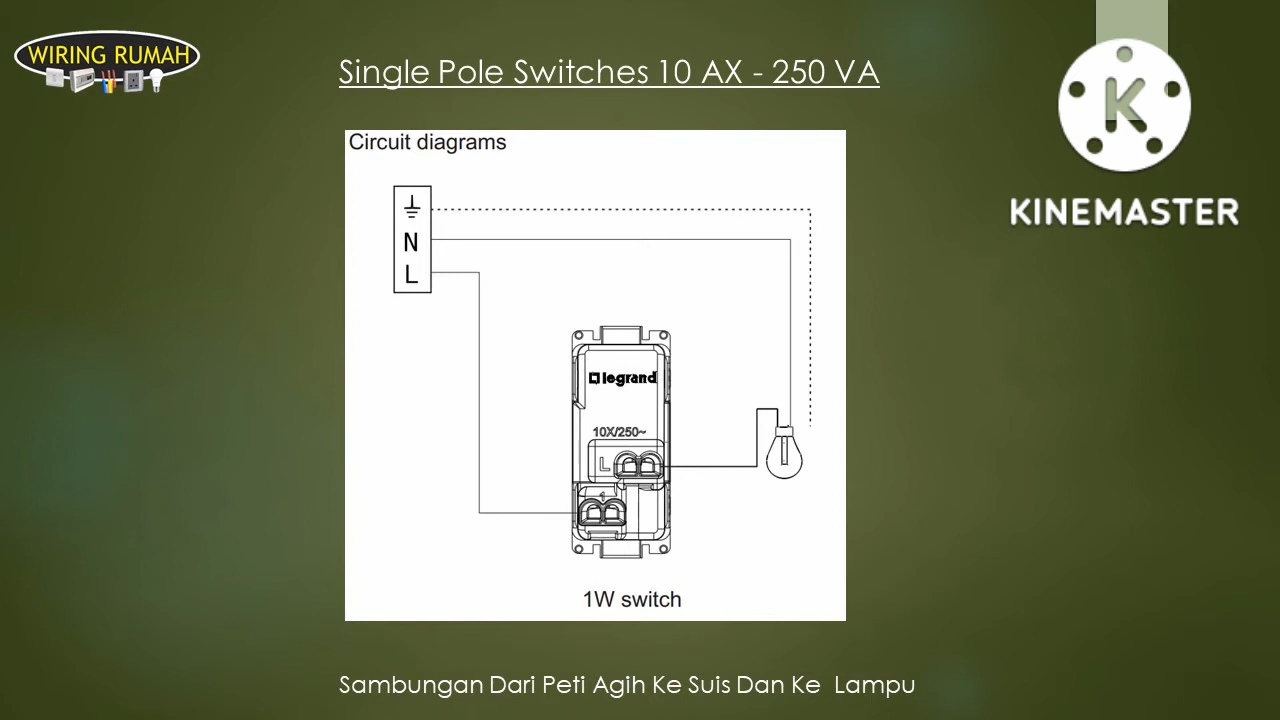 WIRING RUMAH
Single Pole Switches 10 AX - 250 VA
K
KINEMASTER
Circuit diagrams
N
L
legrand
10X/250~
L
1
1W switch
Sambungan Dari Peti Agih Ke Suis Dan Ke Lampu